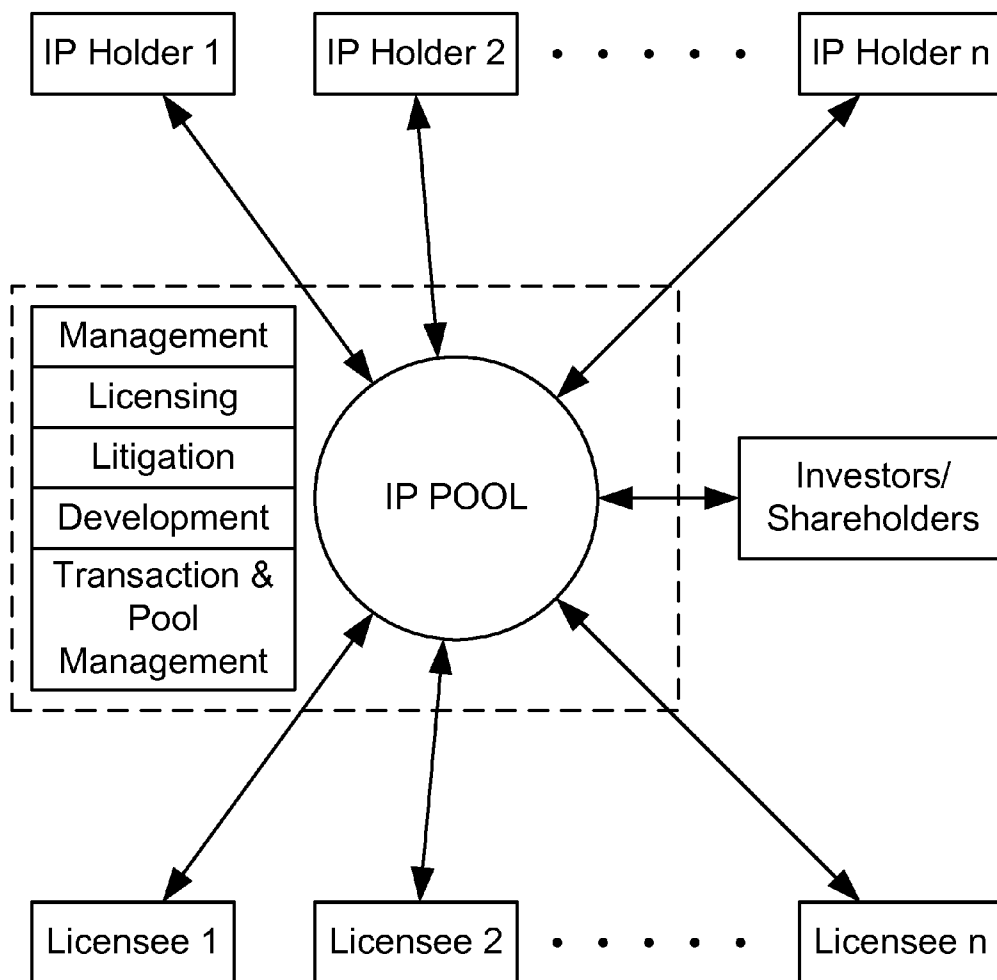 IP Holder 1
IP Holder 2
IP Holder n
Management
Licensing
Litigation
Development
Transaction &
Pool
Management
IP POOL
Investors/
Shareholders
Licensee 1
Licensee 2
Licensee n